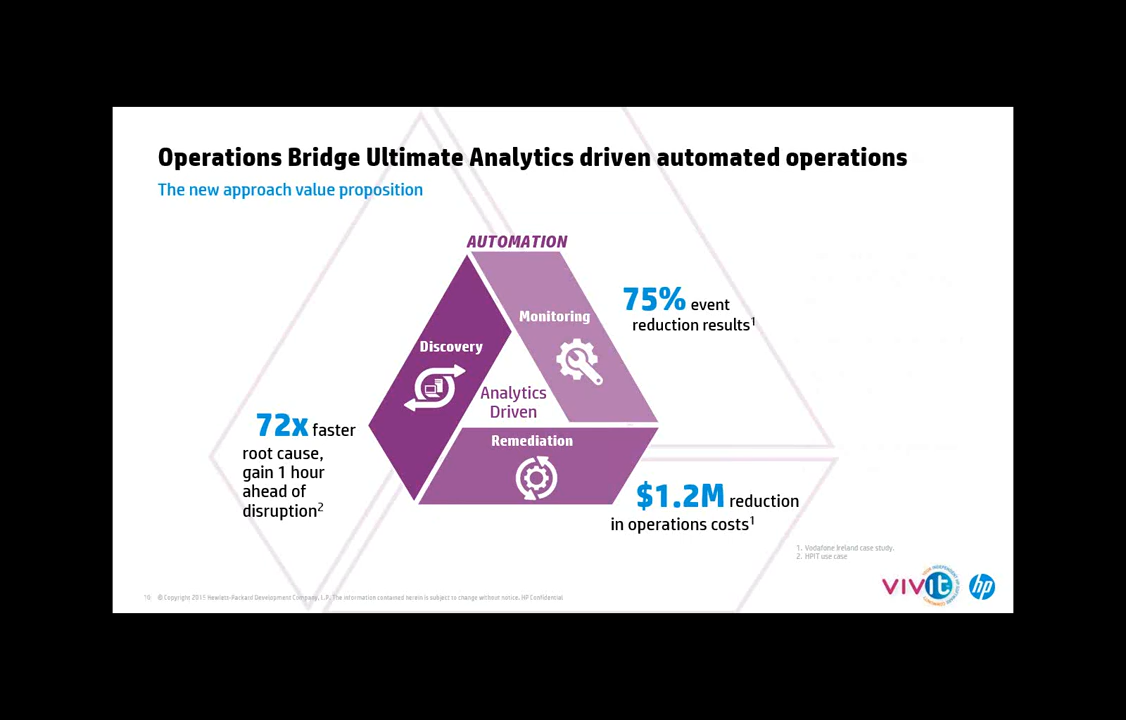 Operations Bridge Ultimate Analytics driven automated operations
The new approach value proposition
AUTOMATION
Monitoring
75% event
reduction results1
Discovery
Analytics
Driven
72x faster
root cause,
gain 1 hour
ahead of
disruption2
Remediation
$1.2M reduction
in operations costs1
1. Vodafone Ireland case study.
2. HPIT use case
© Copyright 2015 Hewlett-Packard Development Company, L.P. The information contained herein is subject to change without notice. HP Confidential
VIVIt
hp